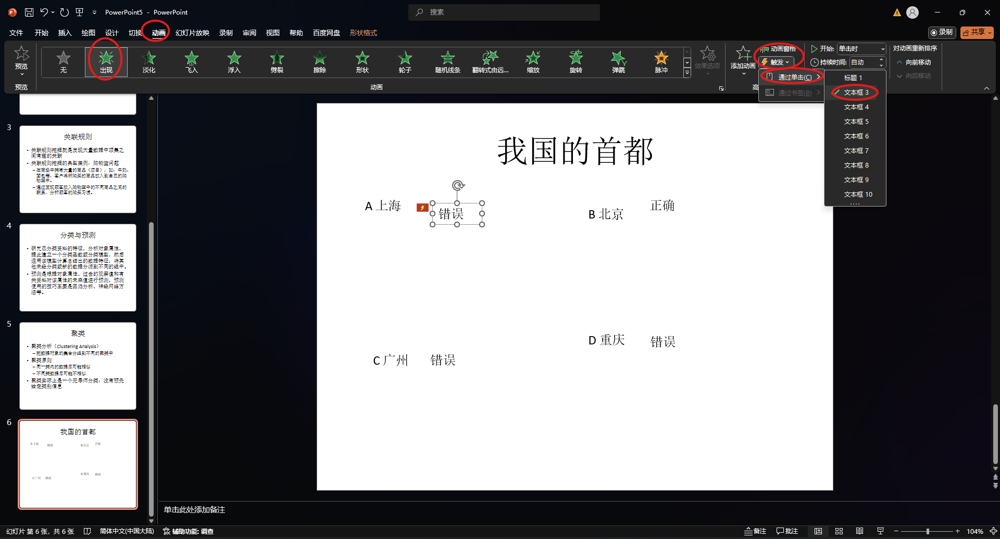 PowerPoint5 - PowerPoint
搜索
文件 开始 插入 绘图 设计 切换 动画 幻灯片放映 录制 审阅 视图 帮助 百度网盘 形状格式
录制
共享
预览
预览
无 出现 淡化 飞入 浮入 劈裂 擦除 形状 轮子 随机线条 翻转式由远... 缩放 旋转 弹跳 脉冲
动画
效果选项
添加动画
动画窗格
触发
高
开始: 单击时
持续时间: 自动
对动画重新排序
向前移动
向后移动
通过单击(C)
通过书签(B)
标题 1
文本框 3
文本框 4
文本框 5
文本框 6
文本框 7
文本框 8
文本框 9
文本框 10
3
关联规则
• 关联规则挖掘就是发现大量数据中项集之
间有趣的关联
• 关联规则挖掘的典型案例：购物篮问题
– 在商场中拥有大量的商品（项目），如：牛奶、
面包等，客户将所购买的商品放入到自己的购
物篮中。
– 通过发现顾客放入购物篮中的不同商品之间的
联系，分析顾客的购买习惯。
4
分类与预测
• 研究已分类资料的特征，分析对象属性，
据此建立一个分类函数或分类模型，然后
运用该模型计算总结出的数据特征，将其
他未经分类或新的数据分派到不同的组中。
• 预测是根据对象属性、过去的观察值和有
关资料对该属性的未来值进行预测，预测
使用的技巧主要是回归分析、神经网络方
法等。
5
聚类
• 聚类分析（Clustering Analysis）
– 把数据对象的集合分组到不同的聚类中
• 聚类原则
– 同一类内的数据尽可能相似
– 不同类数据尽可能不相似
• 聚类实际上是一个无导师分类：没有预先
给定类别信息
6
我国的首都
A 上海 错误 B 北京 正确
C 广州 错误 D 重庆 错误
我国的首都
A 上海 错误
B 北京 正确
C 广州 错误
D 重庆 错误
单击此处添加备注
幻灯片 第 6 张，共 6 张 简体中文(中国大陆) 辅助功能: 调查
备注 批注 104%